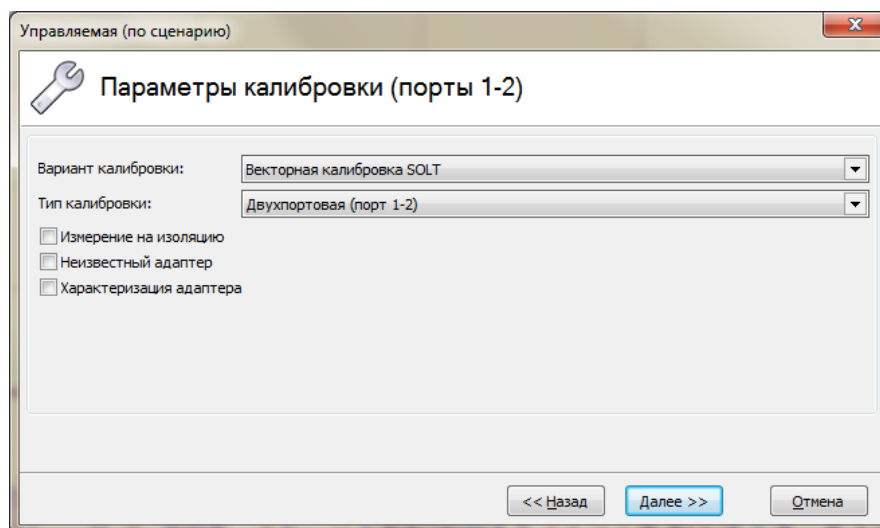 Управляемая (по сценарию)
Параметры калибровки (порты 1-2)
Вариант калибровки: Векторная калибровка SOLT
Тип калибровки: Двухпортовая (порт 1-2)
Измерение на изоляцию
Неизвестный адаптер
Характеризация адаптера
<< Назад Далее >> Отмена